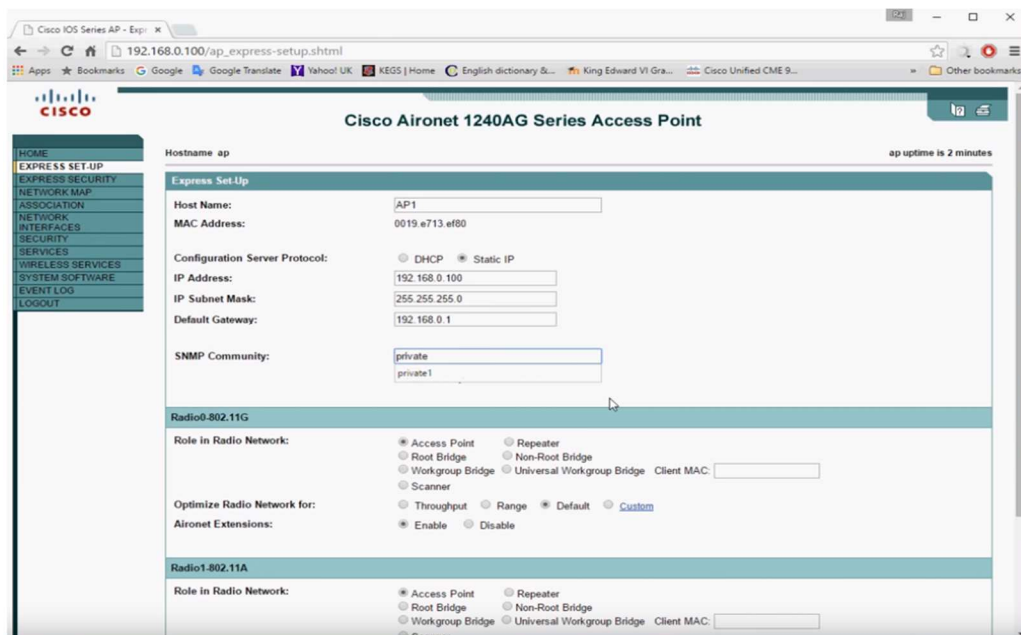 Cisco IOS Series AP - Expr
192.168.0.100/ap_express-setup.shtml
Apps Bookmarks Google Google Translate Yahoo! UK KEGS | Home English dictionary &... King Edward VI Gra... Cisco Unified CME 9... » Other bookmarks
CISCO
Cisco Aironet 1240AG Series Access Point
HOME
EXPRESS SET-UP
EXPRESS SECURITY
NETWORK MAP
ASSOCIATION
NETWORK
INTERFACES
SECURITY
SERVICES
WIRELESS SERVICES
SYSTEM SOFTWARE
EVENT LOG
LOGOUT
Hostname ap
ap uptime is 2 minutes
Express Set-Up
Host Name: AP1
MAC Address: 0019.e713.ef80
Configuration Server Protocol: DHCP Static IP
IP Address: 192.168.0.100
IP Subnet Mask: 255.255.255.0
Default Gateway: 192.168.0.1
SNMP Community: private
private1
Radio0-802.11G
Role in Radio Network: Access Point Repeater
Root Bridge Non-Root Bridge
Workgroup Bridge Universal Workgroup Bridge Client MAC:
Scanner
Optimize Radio Network for: Throughput Range Default Custom
Aironet Extensions: Enable Disable
Radio1-802.11A
Role in Radio Network: Access Point Repeater
Root Bridge Non-Root Bridge
Workgroup Bridge Universal Workgroup Bridge Client MAC: